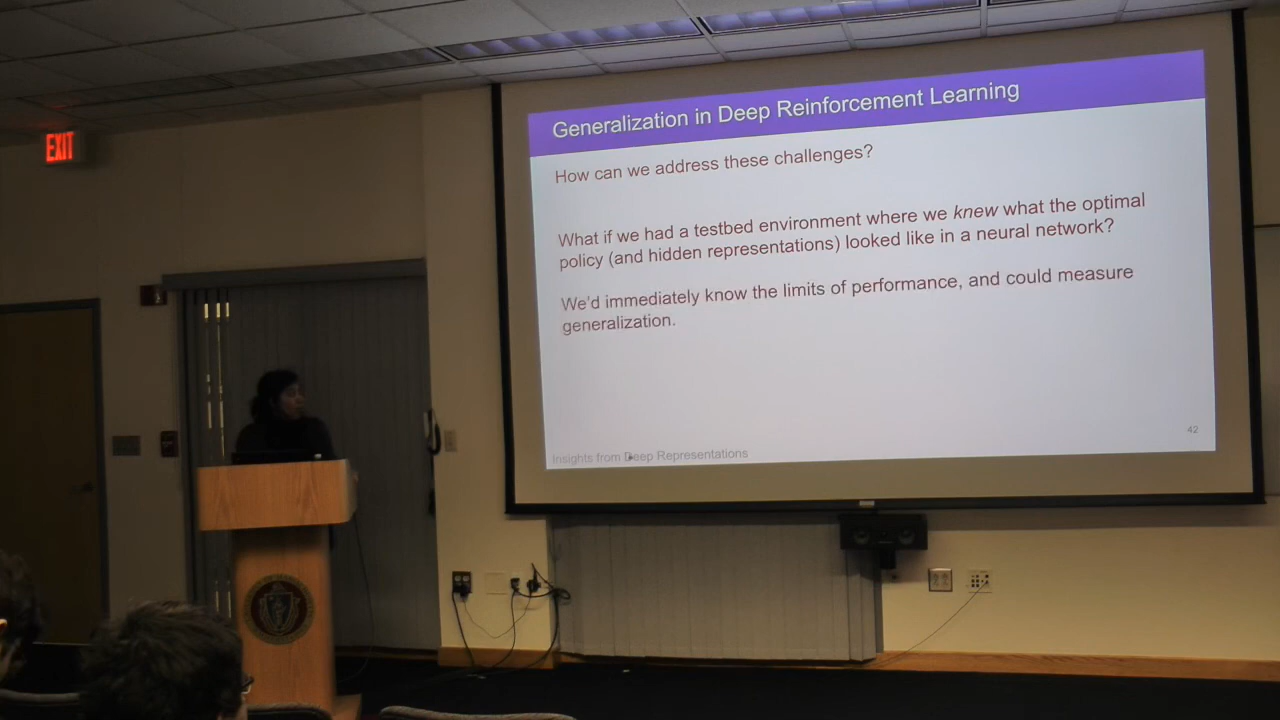 EXIT
Generalization in Deep Reinforcement Learning
How can we address these challenges?
What if we had a testbed environment where we knew what the optimal
policy (and hidden representations) looked like in a neural network?
We'd immediately know the limits of performance, and could measure
generalization.
Insights from Deep Representations
42